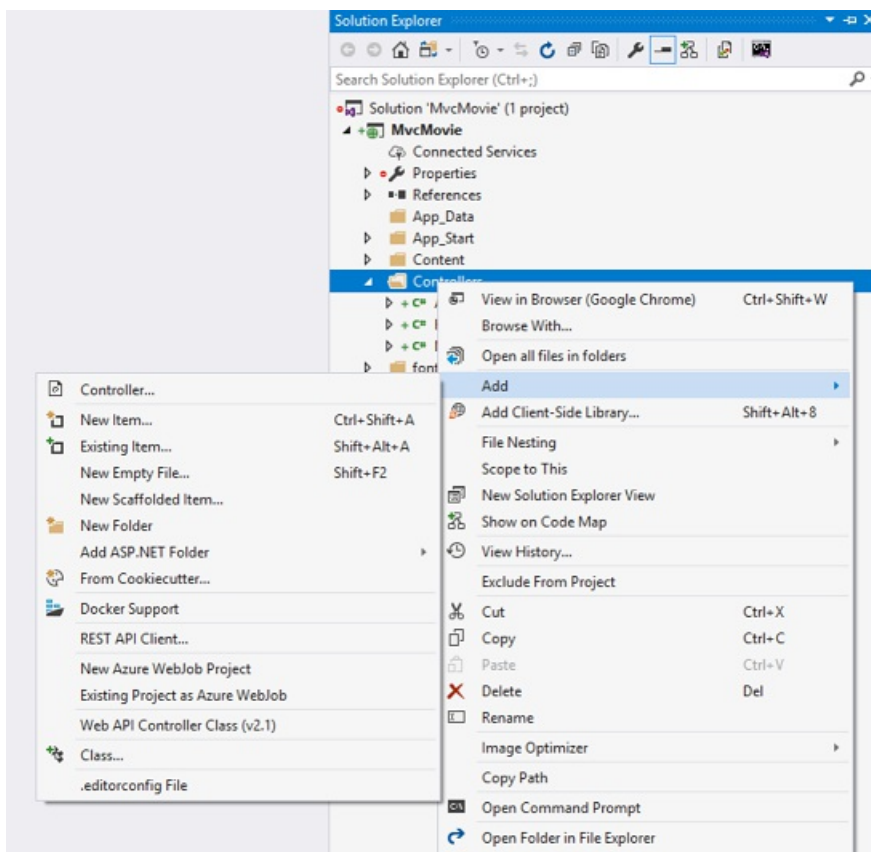 Solution Explorer
Search Solution Explorer (Ctrl+;)
Solution 'MvcMovie' (1 project)
MvcMovie
Connected Services
Properties
References
App_Data
App_Start
Content
Controllers
C#
C#
C#
font
View in Browser (Google Chrome) Ctrl+Shift+W
Browse With...
Open all files in folders
Add
Add Client-Side Library... Shift+Alt+8
File Nesting
Scope to This
New Solution Explorer View
Show on Code Map
View History...
Exclude From Project
Cut Ctrl+X
Copy Ctrl+C
Paste Ctrl+V
Delete Del
Rename
Image Optimizer
Copy Path
Open Command Prompt
Open Folder in File Explorer
Controller...
New Item... Ctrl+Shift+A
Existing Item... Shift+Alt+A
New Empty File... Shift+F2
New Scaffolded Item...
New Folder
Add ASP.NET Folder
From Cookiecutter...
Docker Support
REST API Client...
New Azure WebJob Project
Existing Project as Azure WebJob
Web API Controller Class (v2.1)
Class...
.editorconfig File